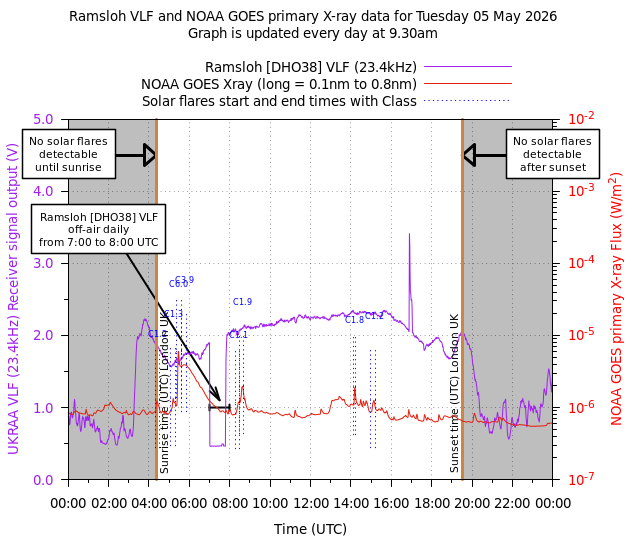 Ramsloh VLF and NOAA GOES primary X-ray data for Tuesday 05 May 2026
Graph is updated every day at 9.30am
Ramsloh [DHO38] VLF (23.4kHz)
NOAA GOES Xray (long = 0.1nm to 0.8nm)
Solar flares start and end times with Class
5.0
4.0
3.0
2.0
1.0
0.0
UKRAA VLF (23.4kHz) Receiver signal output (V)
No solar flares
detectable
until sunrise
No solar flares
detectable
after sunset
Ramsloh [DHO38] VLF
off-air daily
from 7:00 to 8:00 UTC
C1.3
C6.0
C3.9
C1.9
C1.1
C1.8
C1.2
Sunrise time (UTC) London UK
Sunset time (UTC) London UK
10-2
10-3
10-4
10-5
10-6
10-7
NOAA GOES primary X-ray Flux (W/m2)
00:00 02:00 04:00 06:00 08:00 10:00 12:00 14:00 16:00 18:00 20:00 22:00 00:00
Time (UTC)